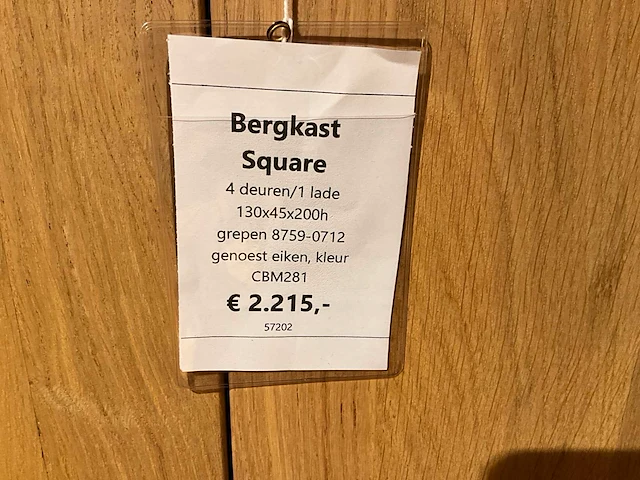 Bergkast
Square
4 deuren/1 lade
130x45x200h
grepen 8759-0712
genoest eiken, kleur
CBM281
€ 2.215,-
57202